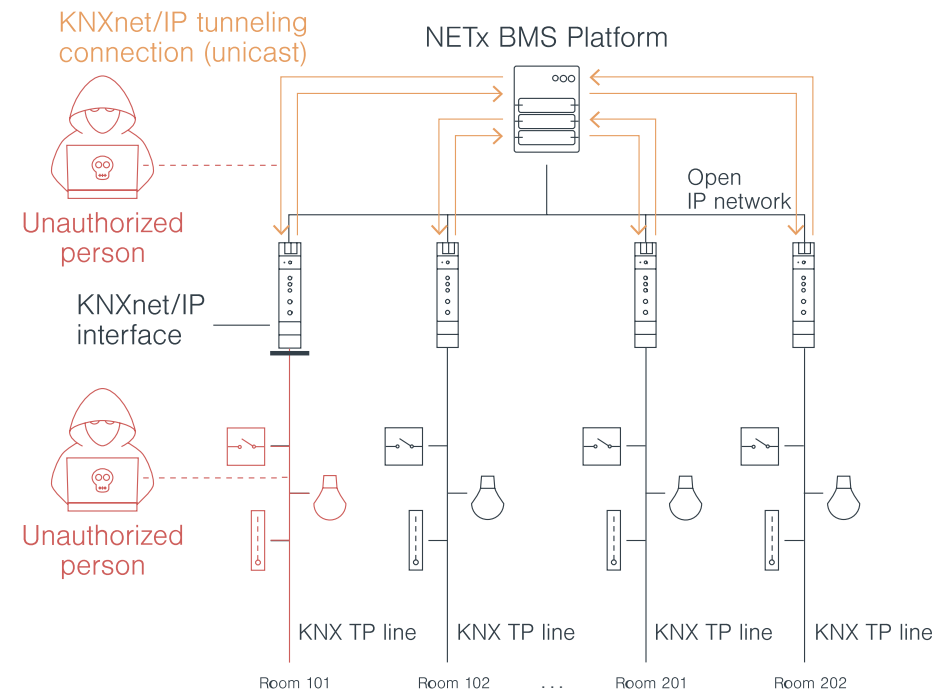 KNXnet/IP tunneling
connection (unicast)
NETx BMS Platform
Open
IP network
Unauthorized
person
KNXnet/IP
interface
Unauthorized
person
KNX TP line
KNX TP line
KNX TP line
KNX TP line
Room 101
Room 102
...
Room 201
Room 202